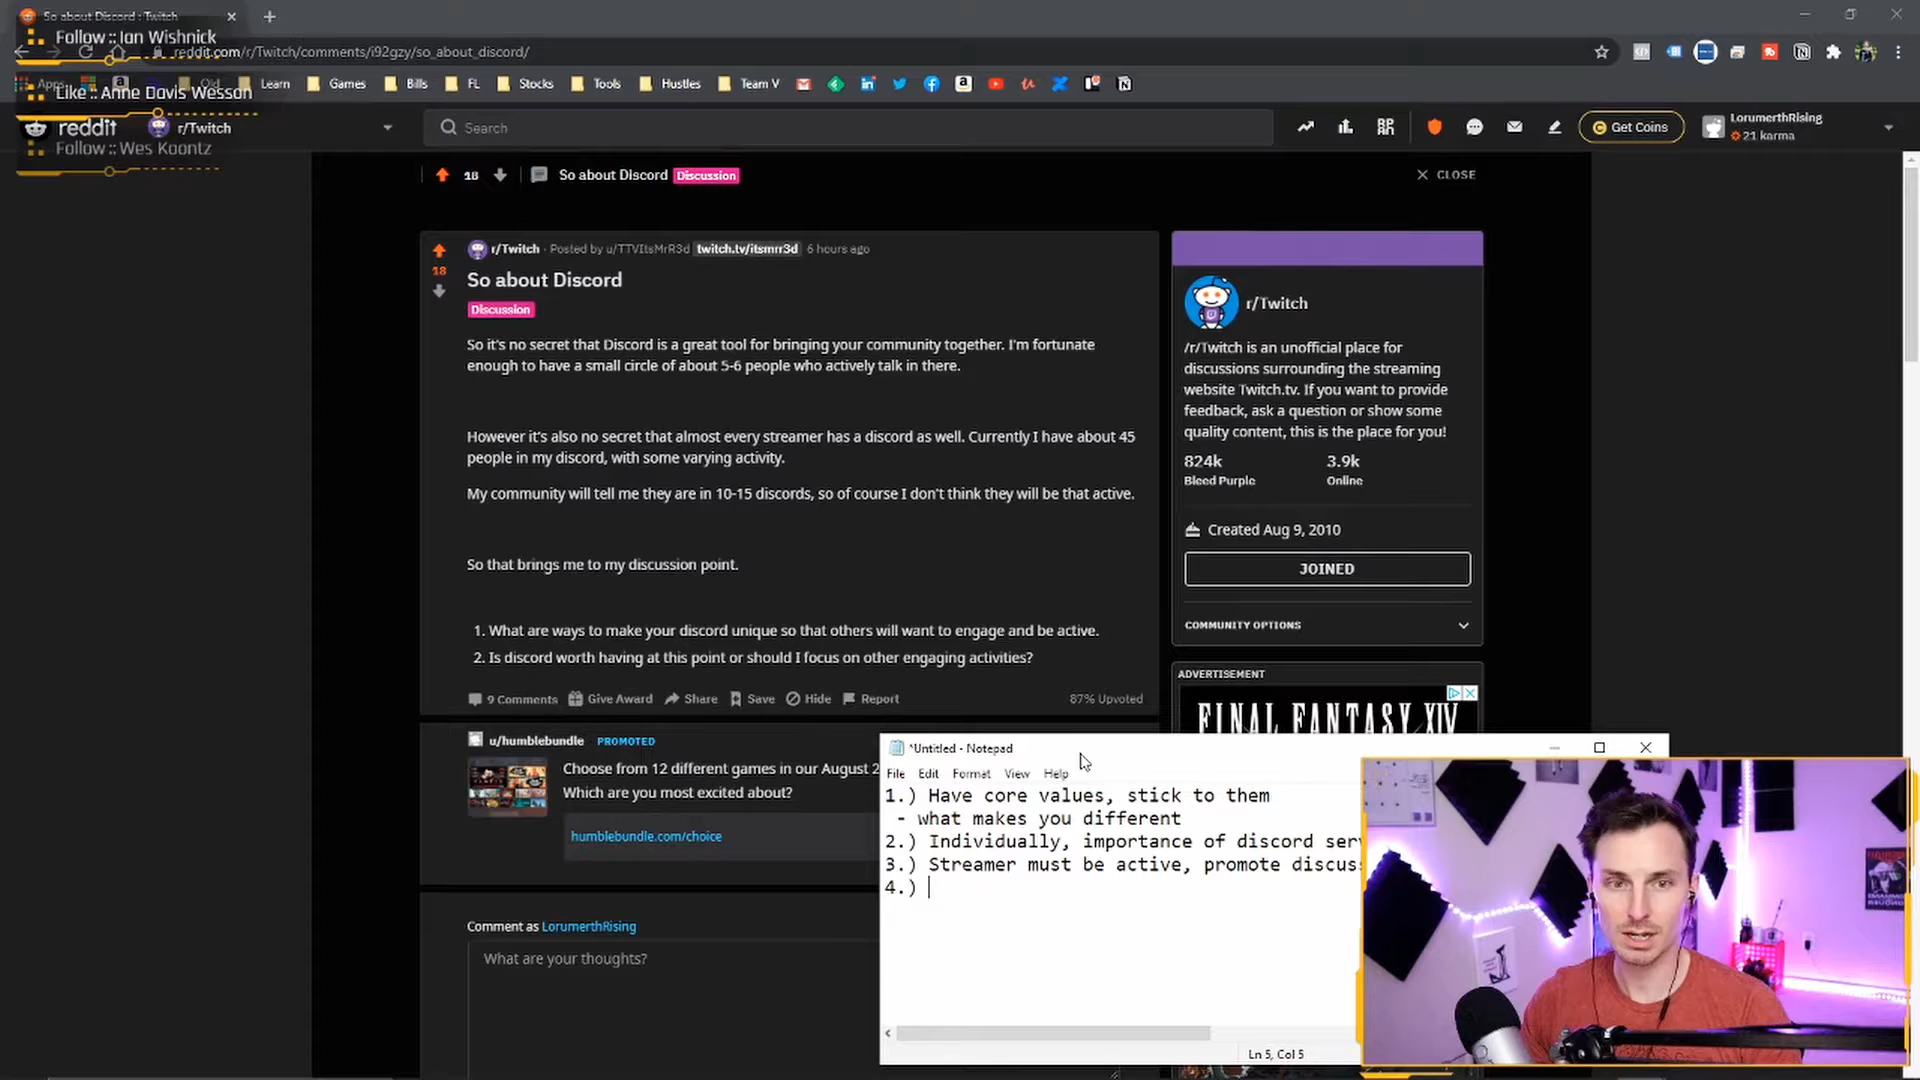 So about Discord : Twitch
Follow :: Ian Wishnick
reddit.com/r/Twitch/comments/i92gzy/so_about_discord/
Apps
Old
Learn
Games
Bills
FL
Stocks
Tools
Hustles
Team V
Like :: Anne Davis Wesson
reddit
r/Twitch
Search
Get Coins
LorumerthRising
21 karma
Follow :: Wes Koontz
18
So about Discord
Discussion
CLOSE
r/Twitch · Posted by u/TTVItsMrR3d twitch.tv/itsmrr3d 6 hours ago
18
So about Discord
Discussion
So it's no secret that Discord is a great tool for bringing your community together. I'm fortunate
enough to have a small circle of about 5-6 people who actively talk in there.
However it's also no secret that almost every streamer has a discord as well. Currently I have about 45
people in my discord, with some varying activity.
My community will tell me they are in 10-15 discords, so of course I don't think they will be that active.
So that brings me to my discussion point.
1. What are ways to make your discord unique so that others will want to engage and be active.
2. Is discord worth having at this point or should I focus on other engaging activities?
9 Comments
Give Award
Share
Save
Hide
Report
87% Upvoted
r/Twitch
/r/Twitch is an unofficial place for
discussions surrounding the streaming
website Twitch.tv. If you want to provide
feedback, ask a question or show some
quality content, this is the place for you!
824k
Bleed Purple
3.9k
Online
Created Aug 9, 2010
JOINED
COMMUNITY OPTIONS
ADVERTISEMENT
FINAL FANTASY XIV
u/humblebundle PROMOTED
Choose from 12 different games in our August 2
Which are you most excited about?
humblebundle.com/choice
Comment as LorumerthRising
What are your thoughts?
*Untitled - Notepad
File
Edit
Format
View
Help
1.) Have core values, stick to them
- what makes you different
2.) Individually, importance of discord ser
3.) Streamer must be active, promote discus
4.)
Ln 5, Col 5